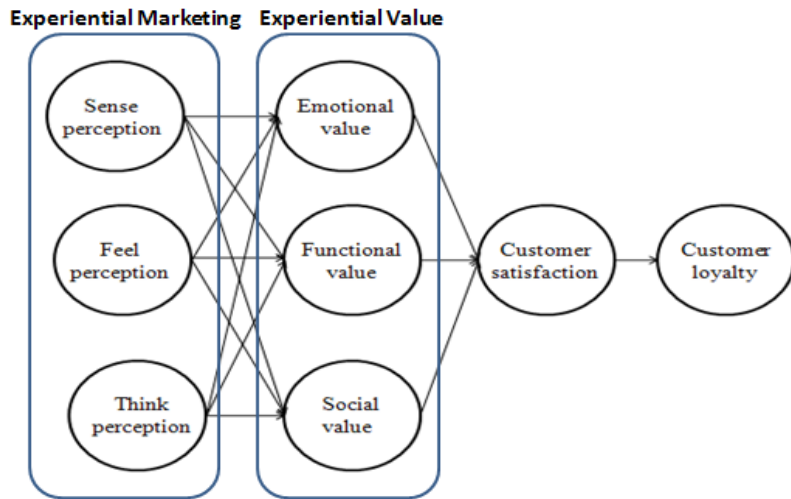 Experiential Marketing
Experiential Value
Sense
perception
Emotional
value
Feel
perception
Functional
value
Customer
satisfaction
Customer
loyalty
Think
perception
Social
value